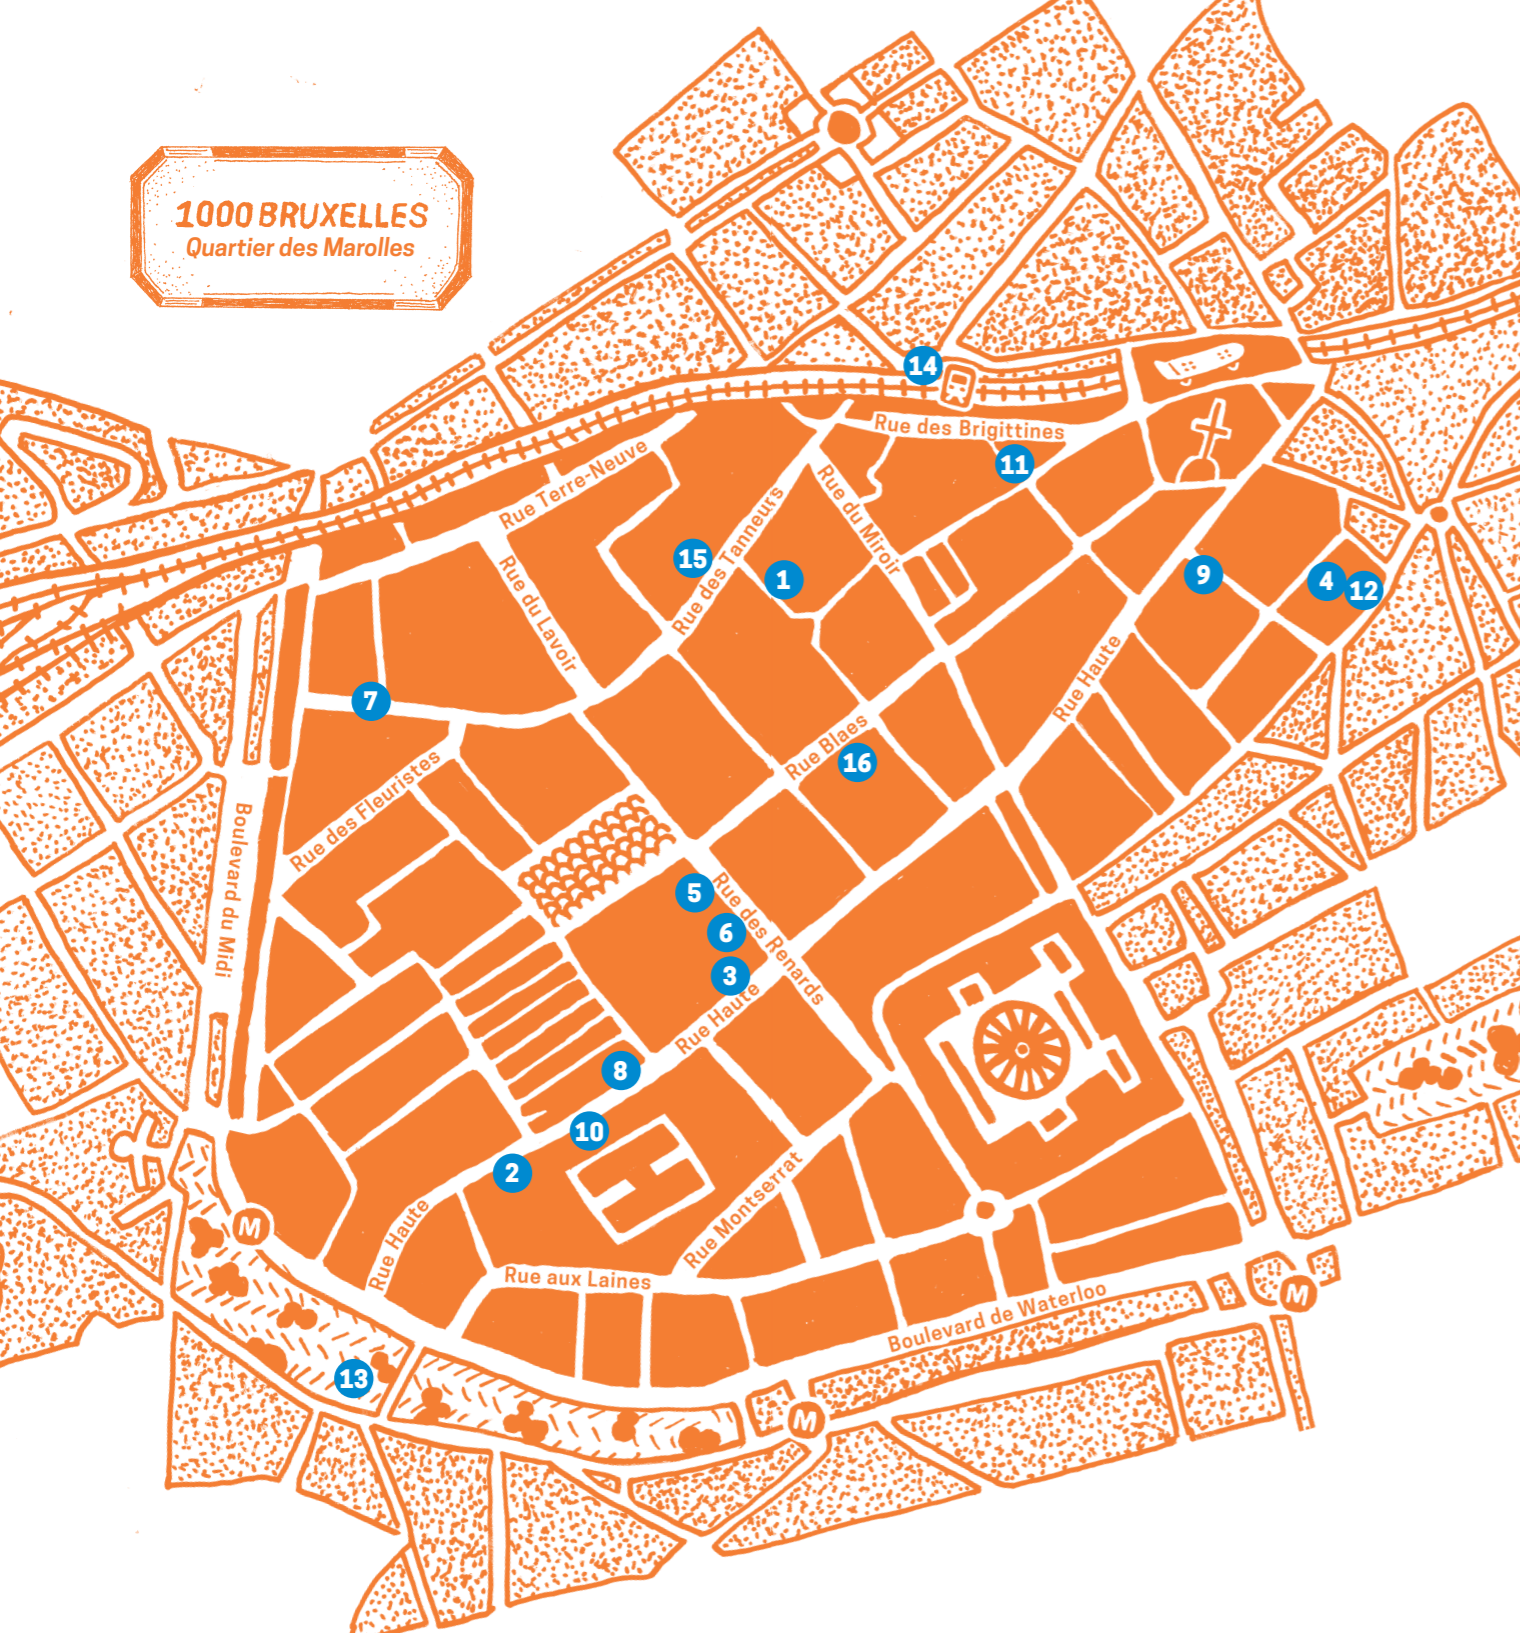 1000 BRUXELLES
Quartier des Marolles
14
Rue des Brigittines
11
Rue Terre-Neuve
Rue du Miroir
Rue des Tanneurs
15
1
Rue du Lavoir
9
4
12
Rue Haute
7
Rue Blaes
16
Rue des Fleuristes
Boulevard du Midi
5
6
3
Rue des Renards
Rue Haute
8
10
2
Rue Montserrat
Rue Haute
M
Rue aux Laines
Boulevard de Waterloo
M
13
M